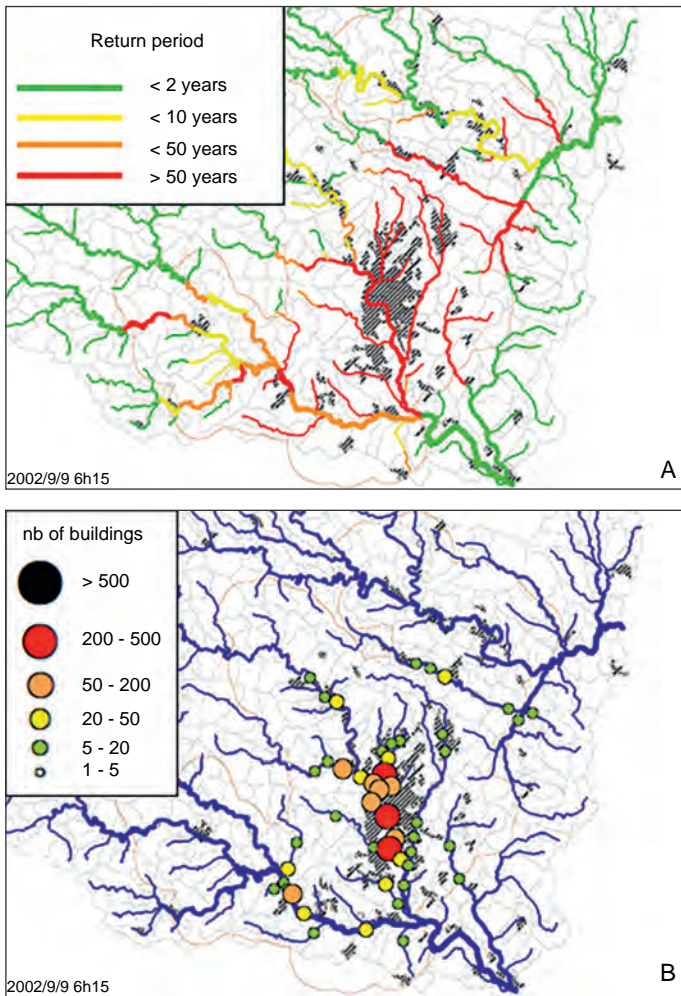 Return period
< 2 years
< 10 years
< 50 years
> 50 years
2002/9/9 6h15
A
nb of buildings
> 500
200 - 500
50 - 200
20 - 50
5 - 20
1 - 5
2002/9/9 6h15
B